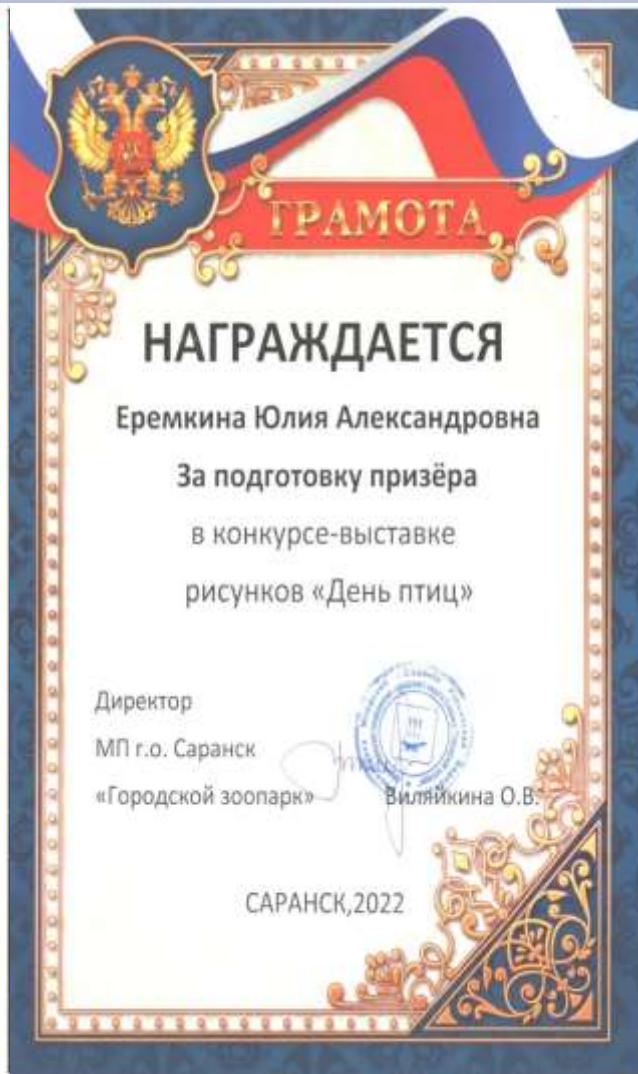 ГРАМОТА
НАГРАЖДАЕТСЯ
Еремкина Юлия Александровна
За подготовку призёра
в конкурсе-выставке
рисунков «День птиц»
Директор
МП г.о. Саранск
«Городской зоопарк» Виляйкина О.В.
САРАНСК,2022